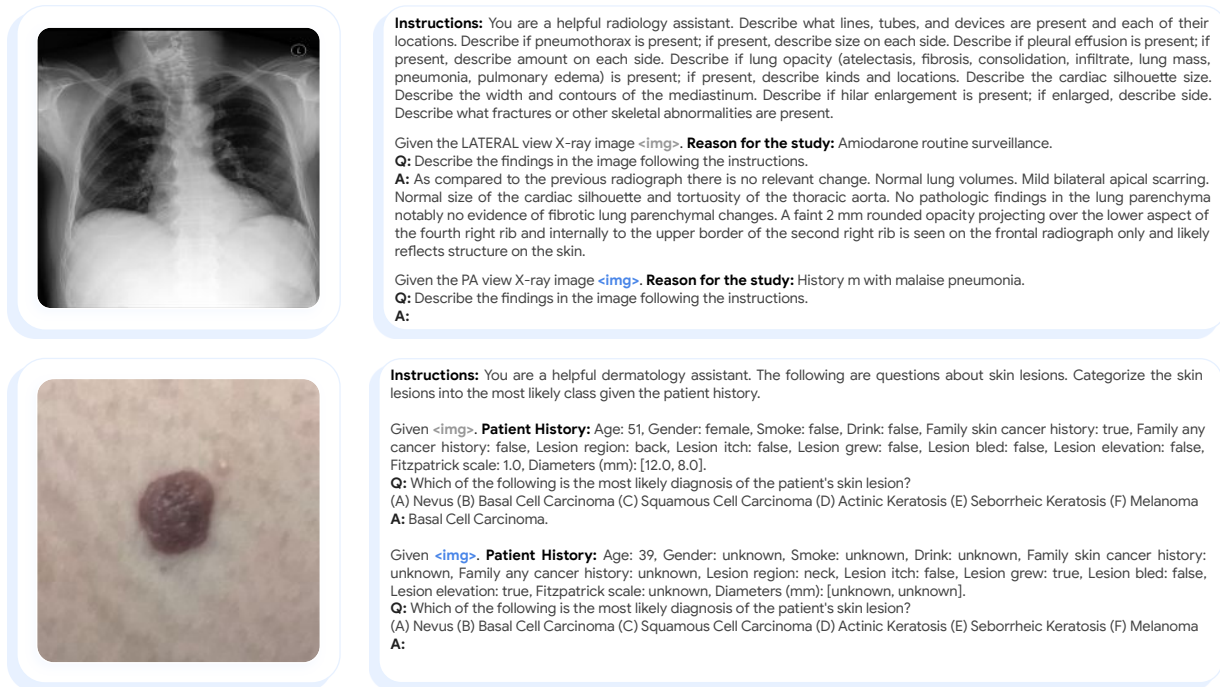 L
Instructions: You are a helpful radiology assistant. Describe what lines, tubes, and devices are present and each of their
locations. Describe if pneumothorax is present; if present, describe size on each side. Describe if pleural effusion is present; if
present, describe amount on each side. Describe if lung opacity (atelectasis, fibrosis, consolidation, infiltrate, lung mass,
pneumonia, pulmonary edema) is present; if present, describe kinds and locations. Describe the cardiac silhouette size.
Describe the width and contours of the mediastinum. Describe if hilar enlargement is present; if enlarged, describe side.
Describe what fractures or other skeletal abnormalities are present.
Given the LATERAL view X-ray image <img>. Reason for the study: Amiodarone routine surveillance.
Q: Describe the findings in the image following the instructions.
A: As compared to the previous radiograph there is no relevant change. Normal lung volumes. Mild bilateral apical scarring.
Normal size of the cardiac silhouette and tortuosity of the thoracic aorta. No pathologic findings in the lung parenchyma
notably no evidence of fibrotic lung parenchymal changes. A faint 2 mm rounded opacity projecting over the lower aspect of
the fourth right rib and internally to the upper border of the second right rib is seen on the frontal radiograph only and likely
reflects structure on the skin.
Given the PA view X-ray image <img>. Reason for the study: History m with malaise pneumonia.
Q: Describe the findings in the image following the instructions.
A:
Instructions: You are a helpful dermatology assistant. The following are questions about skin lesions. Categorize the skin
lesions into the most likely class given the patient history.
Given <img>. Patient History: Age: 51, Gender: female, Smoke: false, Drink: false, Family skin cancer history: true, Family any
cancer history: false, Lesion region: back, Lesion itch: false, Lesion grew: false, Lesion bled: false, Lesion elevation: false,
Fitzpatrick scale: 1.0, Diameters (mm): [12.0, 8.0].
Q: Which of the following is the most likely diagnosis of the patient's skin lesion?
(A) Nevus (B) Basal Cell Carcinoma (C) Squamous Cell Carcinoma (D) Actinic Keratosis (E) Seborrheic Keratosis (F) Melanoma
A: Basal Cell Carcinoma.
Given <img>. Patient History: Age: 39, Gender: unknown, Smoke: unknown, Drink: unknown, Family skin cancer history:
unknown, Family any cancer history: unknown, Lesion region: neck, Lesion itch: false, Lesion grew: true, Lesion bled: false,
Lesion elevation: true, Fitzpatrick scale: unknown, Diameters (mm): [unknown, unknown].
Q: Which of the following is the most likely diagnosis of the patient's skin lesion?
(A) Nevus (B) Basal Cell Carcinoma (C) Squamous Cell Carcinoma (D) Actinic Keratosis (E) Seborrheic Keratosis (F) Melanoma
A: